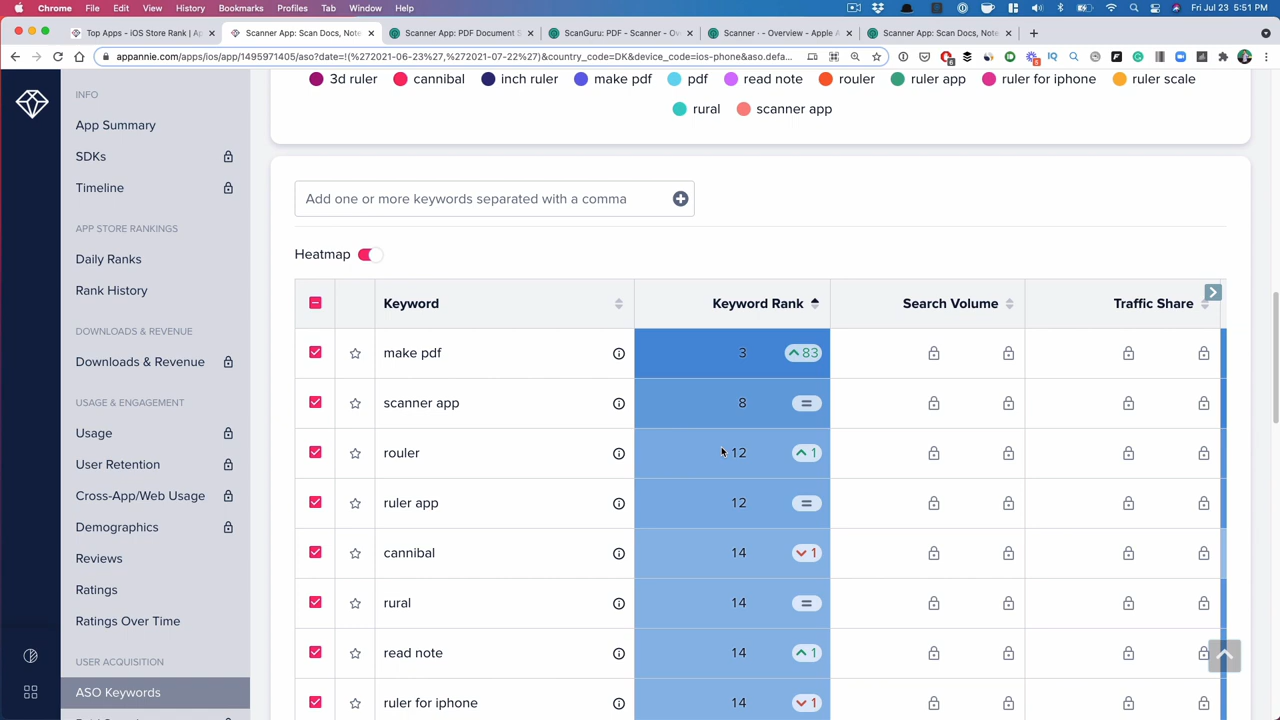 Chrome File Edit View History Bookmarks Profiles Tab Window Help Fri Jul 23 5:51 PM
Top Apps - iOS Store Rank | Ap Scanner App: Scan Docs, Note Scanner App: PDF Document S ScanGuru: PDF - Scanner - Ov Scanner · - Overview - Apple A Scanner App: Scan Docs, Note
appannie.com/apps/ios/app/1495971405/aso?date=!(%272021-06-23%27,%272021-07-22%27)&country_code=DK&device_code=ios-phone&aso.defa...
INFO
App Summary
SDKs
Timeline
APP STORE RANKINGS
Daily Ranks
Rank History
DOWNLOADS & REVENUE
Downloads & Revenue
USAGE & ENGAGEMENT
Usage
User Retention
Cross-App/Web Usage
Demographics
Reviews
Ratings
Ratings Over Time
USER ACQUISITION
ASO Keywords
3d ruler cannibal inch ruler make pdf pdf read note rouler ruler app ruler for iphone ruler scale
rural scanner app
Add one or more keywords separated with a comma
Heatmap
Keyword Keyword Rank Search Volume Traffic Share
make pdf 3 83
scanner app 8 =
rouler 12 1
ruler app 12 =
cannibal 14 1
rural 14 =
read note 14 1
ruler for iphone 14 1